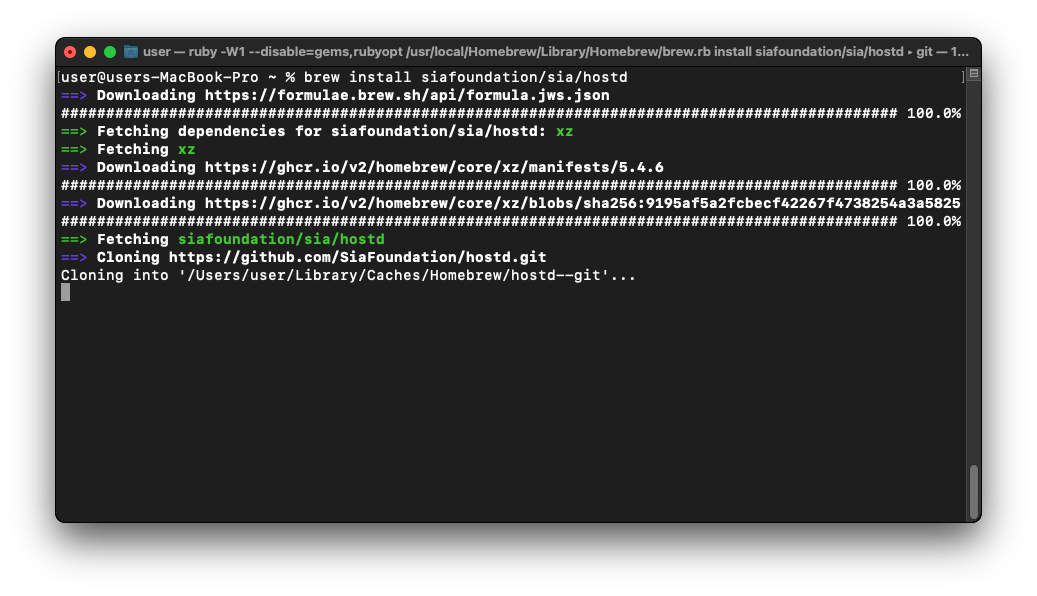 user — ruby -W1 --disable=gems,rubyopt /usr/local/Homebrew/Library/Homebrew/brew.rb install siafoundation/sia/hostd ▸ git — 1...
[user@users-MacBook-Pro ~ % brew install siafoundation/sia/hostd ]
==> Downloading https://formulae.brew.sh/api/formula.jws.json
############################################################################################# 100.0%
==> Fetching dependencies for siafoundation/sia/hostd: xz
==> Fetching xz
==> Downloading https://ghcr.io/v2/homebrew/core/xz/manifests/5.4.6
############################################################################################# 100.0%
==> Downloading https://ghcr.io/v2/homebrew/core/xz/blobs/sha256:9195af5a2fcbecf42267f4738254a3a5825
############################################################################################# 100.0%
==> Fetching siafoundation/sia/hostd
==> Cloning https://github.com/SiaFoundation/hostd.git
Cloning into '/Users/user/Library/Caches/Homebrew/hostd--git'...